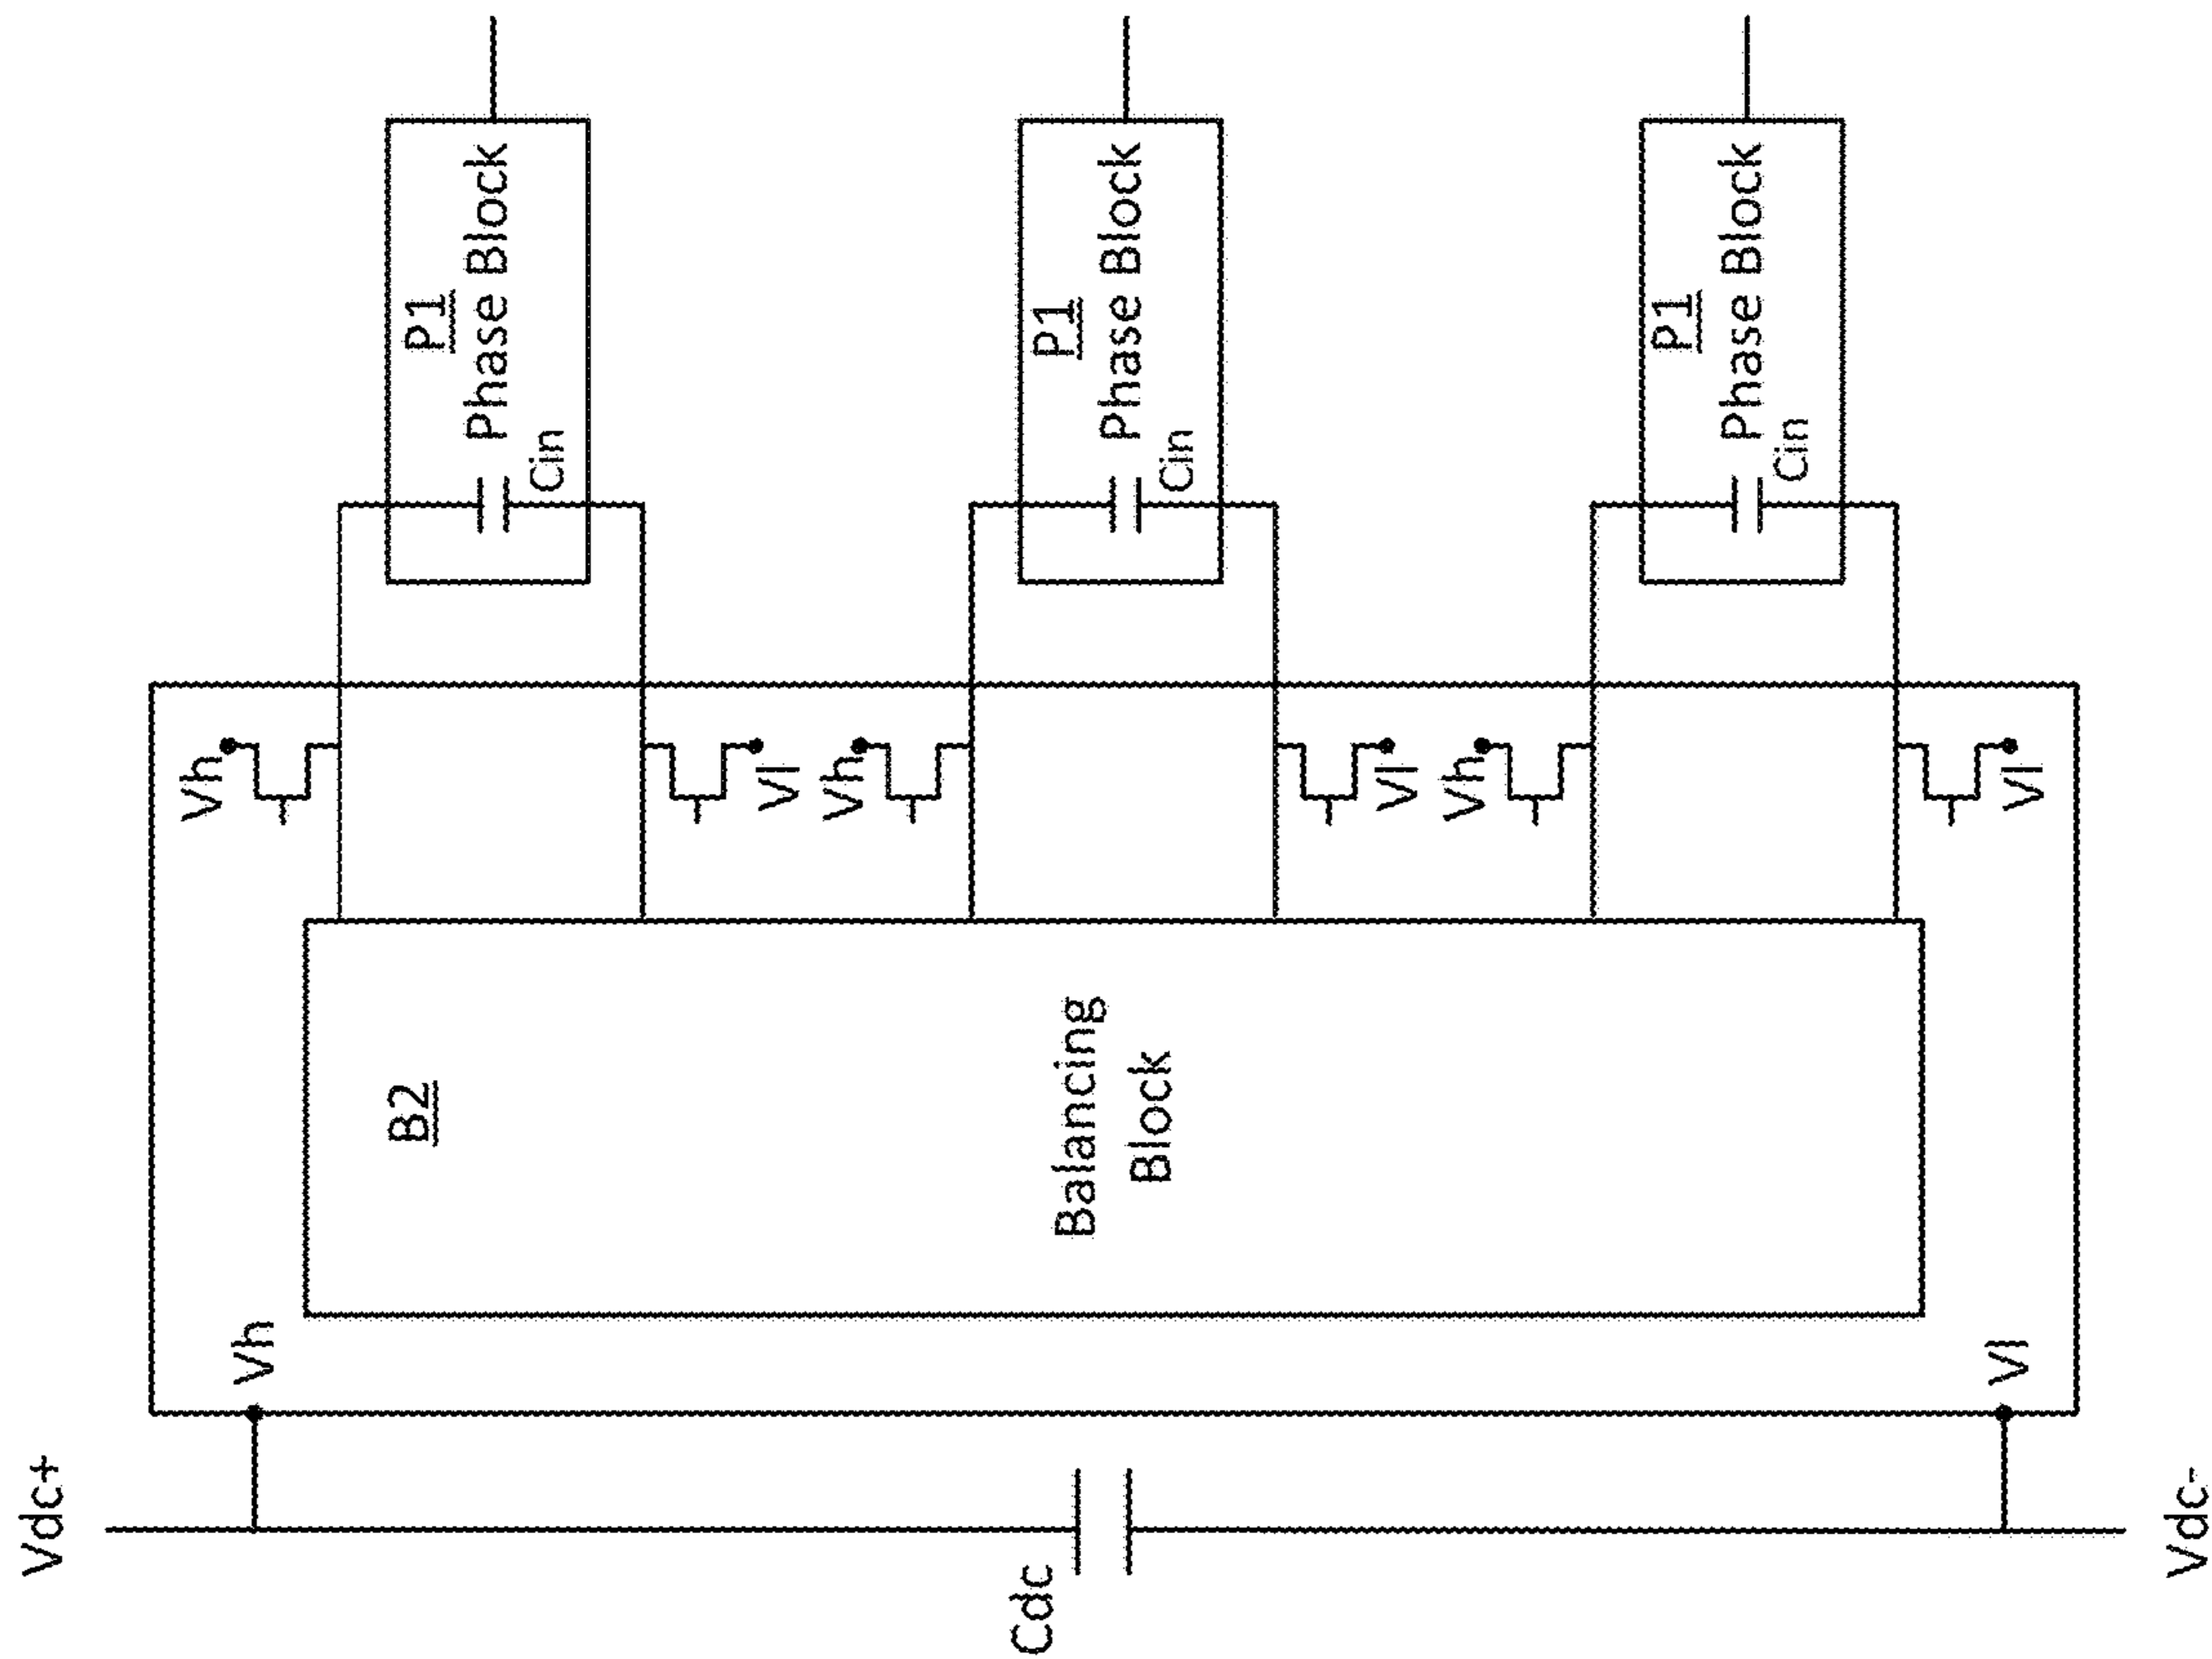 Vdc+
Cdc
Vdc-
Vh
Vl
B2
Balancing
Block
Vh
Vl
Vh
Vl
Vh
Vl
P1
Phase Block
Cin
P1
Phase Block
Cin
P1
Phase Block
Cin